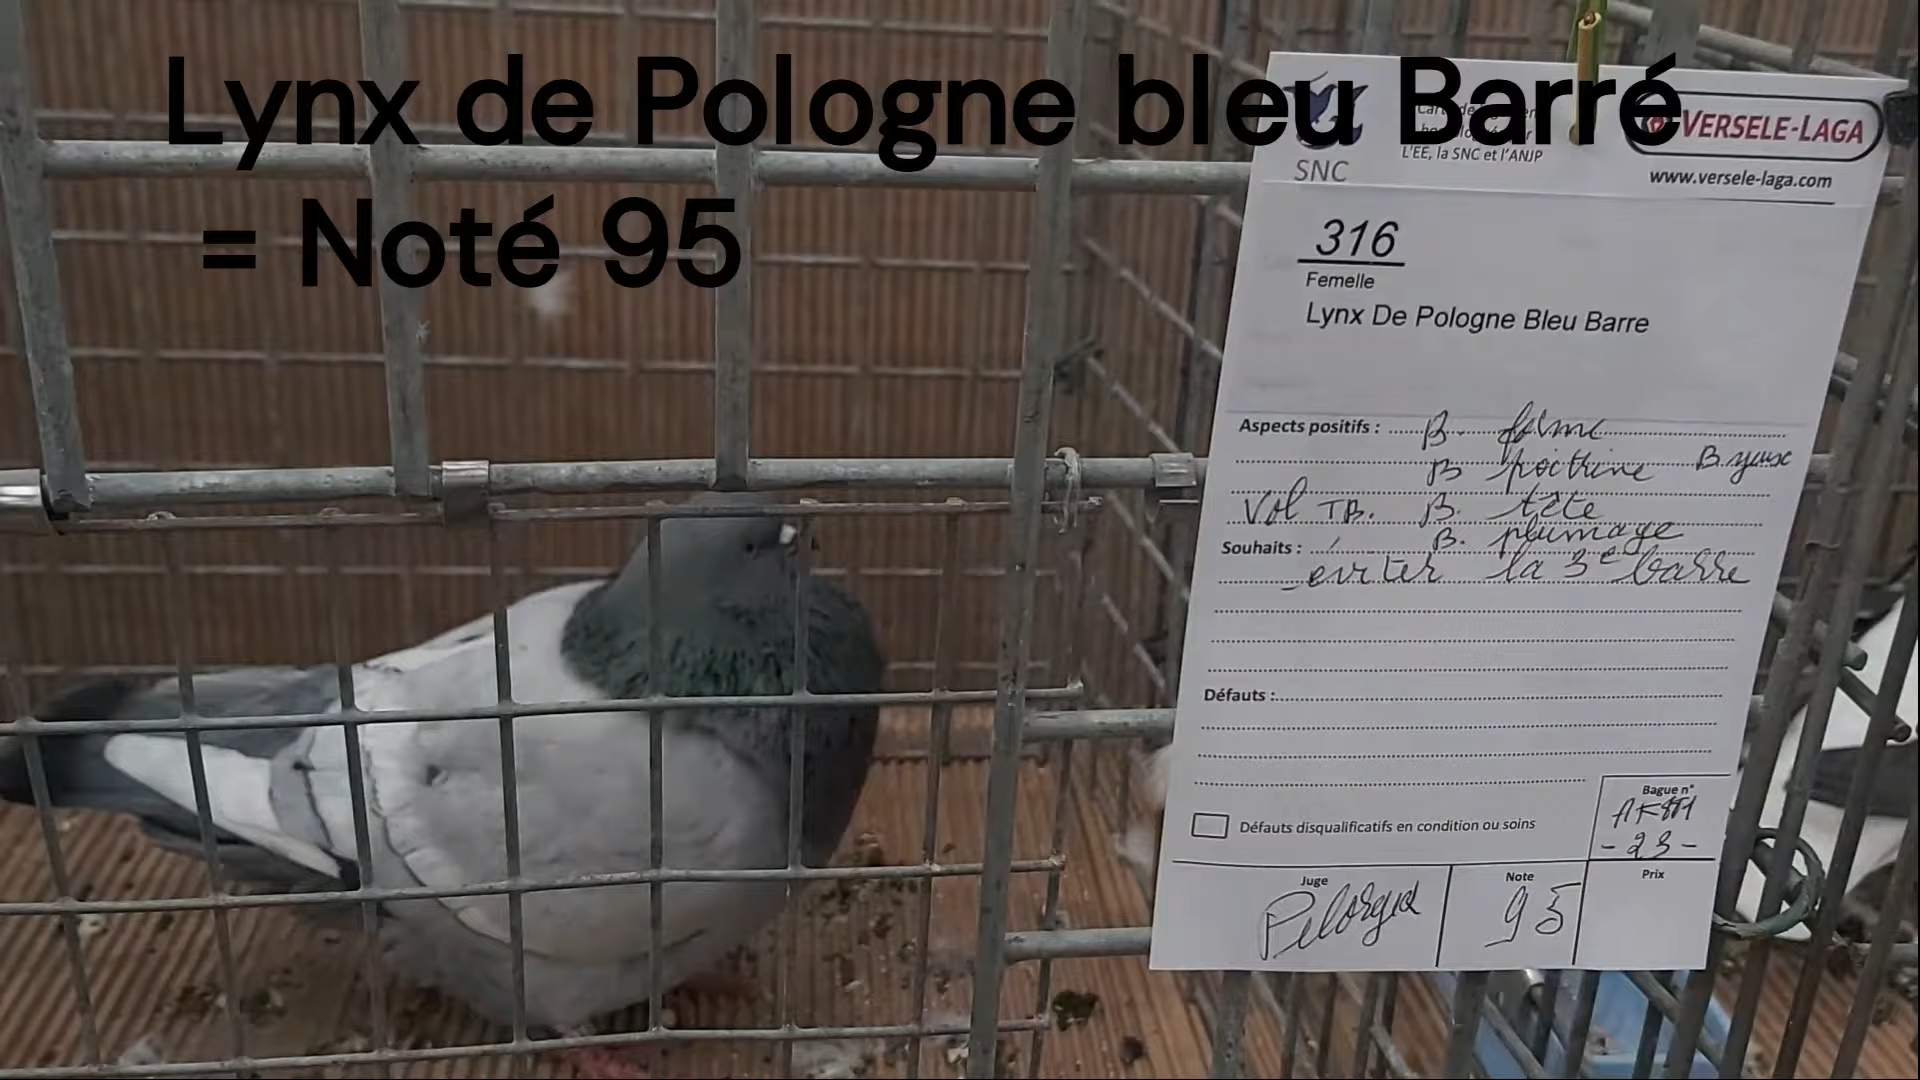 Lynx de Pologne bleu Barré
= Noté 95
L'EE, la SNC et l'ANJP
SNC
VERSELE-LAGA
www.versele-laga.com
316
Femelle
Lynx De Pologne Bleu Barre
Aspects positifs : B. forme
B poitrine B yeux
Vol TB. B. tête
B. plumage
Souhaits :
éviter la 3e barre
Défauts :
Défauts disqualificatifs en condition ou soins
Bague n°
- 23 -
Juge
Note
95
Prix